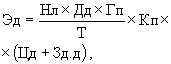 Эд = Нл × Дд × Гп / Т × Кп ×
× (Цд + Зд.д) ,